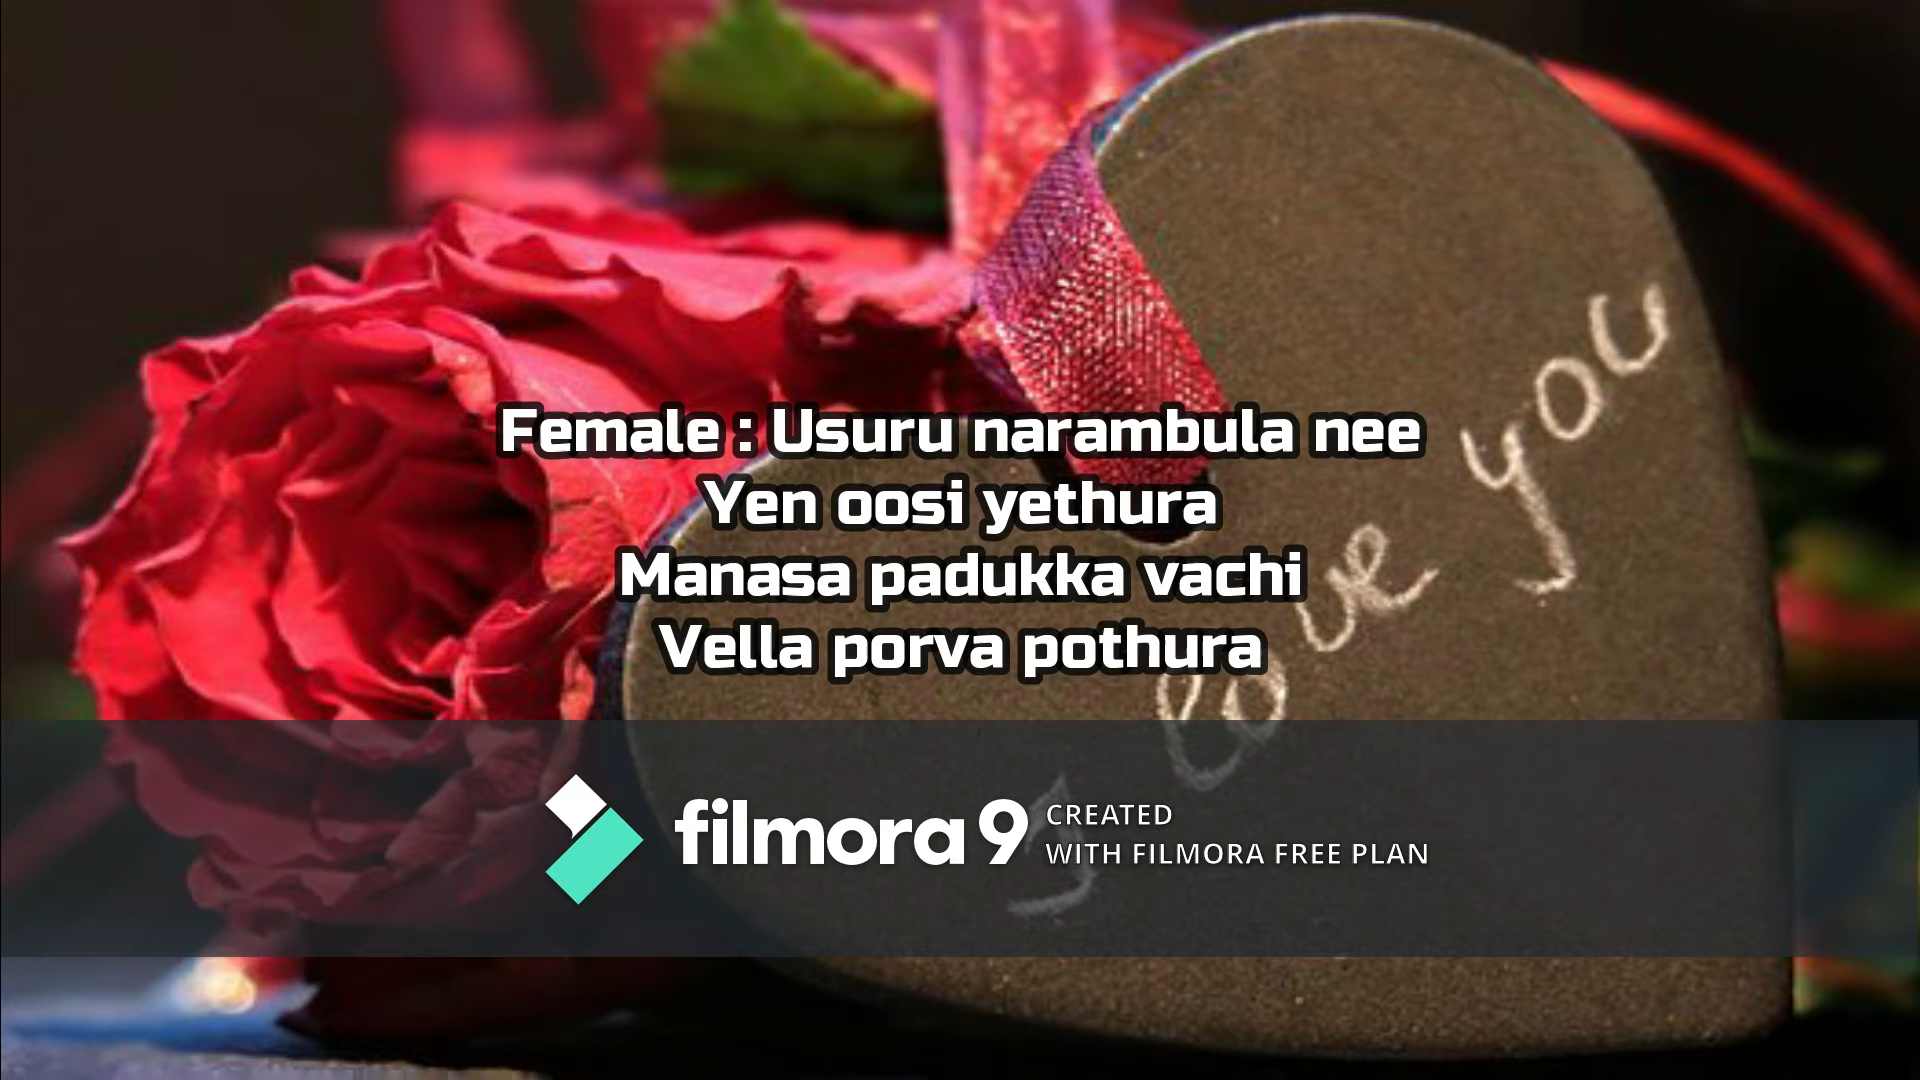 Female : Usuru narambula nee
Yen oosi yethura
Manasa padukka vachi
Vella porva pothura
I love you
filmora 9 CREATED
WITH FILMORA FREE PLAN